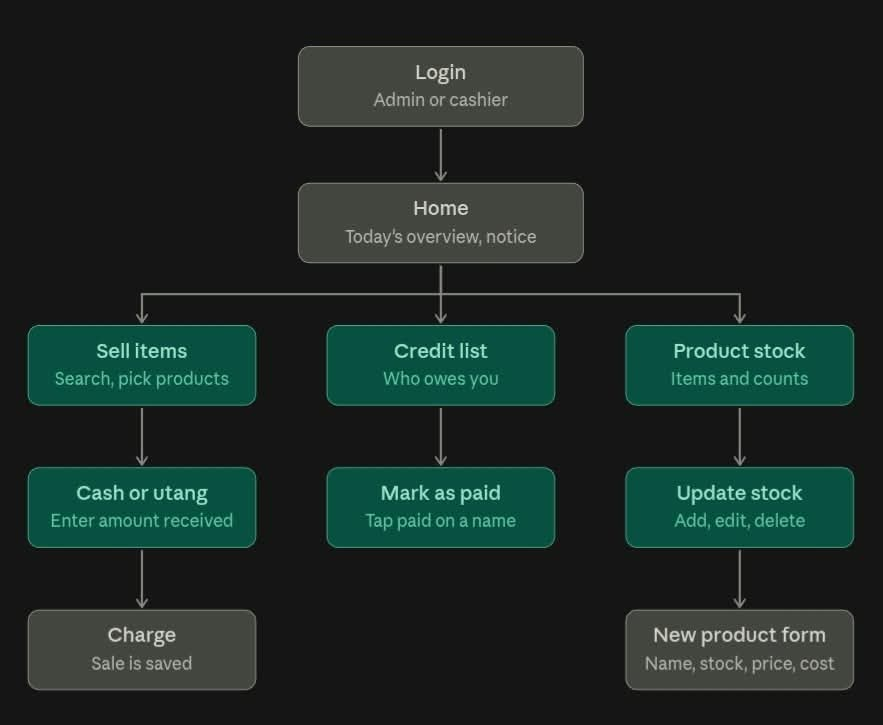 Login
Admin or cashier
Home
Today's overview, notice
Sell items
Search, pick products
Credit list
Who owes you
Product stock
Items and counts
Cash or utang
Enter amount received
Mark as paid
Tap paid on a name
Update stock
Add, edit, delete
Charge
Sale is saved
New product form
Name, stock, price, cost